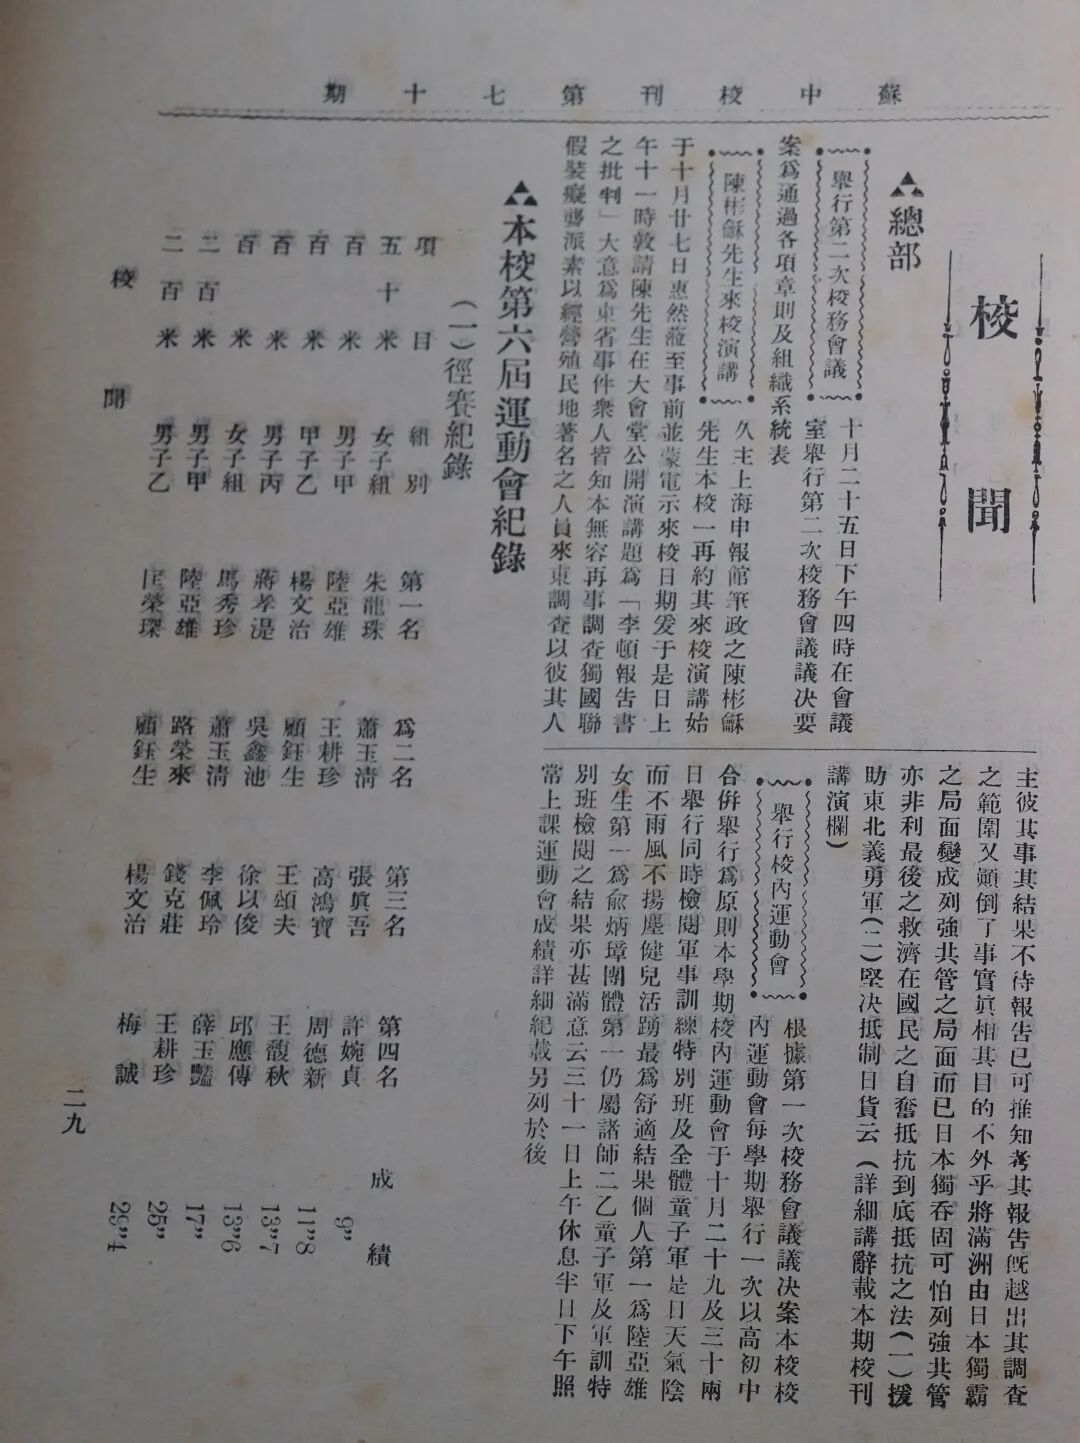 蘇中校刊第七十期
校聞
總部
舉行第二次校務會議
十月二十五日下午四時在會議
室舉行第二次校務會議議决要
案爲通過各項章則及組織系統表
陳彬龢先生來校演講
久主上海申報館筆政之陳彬龢
先生本校一再約其來校演講始
于十月廿七日惠然蒞至事前並蒙電示來校日期爰于是日上
午十一時敦請陳先生在大會堂公開演講題爲「李頓報告書
之批判」大意爲東省事件衆人皆知本無容再事調查獨國聯
假裝癡聾派素以經營殖民地著名之人員來東調查以彼其人
主彼其事其結果不待報告已可推知考其報告旣越出其調查
之範圍又顚倒了事實眞相其目的不外乎將滿洲由日本獨霸
之局面變成列強共管之局面而已日本獨吞固可怕列強共管
亦非利最後之救濟在國民之自奮抵抗到底抵抗之法(一)援
助東北義勇軍(二)堅决抵制日貨云(詳細講辭載本期校刊
講演欄)
舉行校內運動會
根據第一次校務會議議决案本校校
內運動會每學期舉行一次以高初中
合倂舉行爲原則本學期校內運動會于十月二十九及三十兩
日舉行同時檢閱軍事訓練特別班及全體童子軍是日天氣陰
而不雨風不揚塵健兒活踴最爲舒適結果個人第一爲陸亞雄
女生第一爲俞炳璋團體第一仍屬諸師二乙童子軍及軍訓特
別班檢閱之結果亦甚滿意云三十一日上午休息半日下午照
常上課運動會成績詳細紀載另列於後
本校第六屆運動會紀錄
(一)徑賽紀錄
項目 組別 第一名 爲二名 第三名 第四名 成績
五十米 女子組 朱龍珠 蕭玉清 張眞吾 許婉貞 9"
百米 男子甲 陸亞雄 王耕珍 高鴻寶 周德新 11"8
百米 甲子乙 楊文治 顧鈺生 王頌夫 王馥秋 13"7
百米 男子丙 蔣孝湜 吳鑫池 徐以俊 邱應傳 13"6
百米 女子組 馬秀珍 蕭玉清 李佩玲 薛玉豔 17"
二百米 男子甲 陸亞雄 路榮來 錢克莊 王耕珍 25"
二百米 男子乙 匡榮琛 顧鈺生 楊文治 梅誠 29"4
校聞
二九